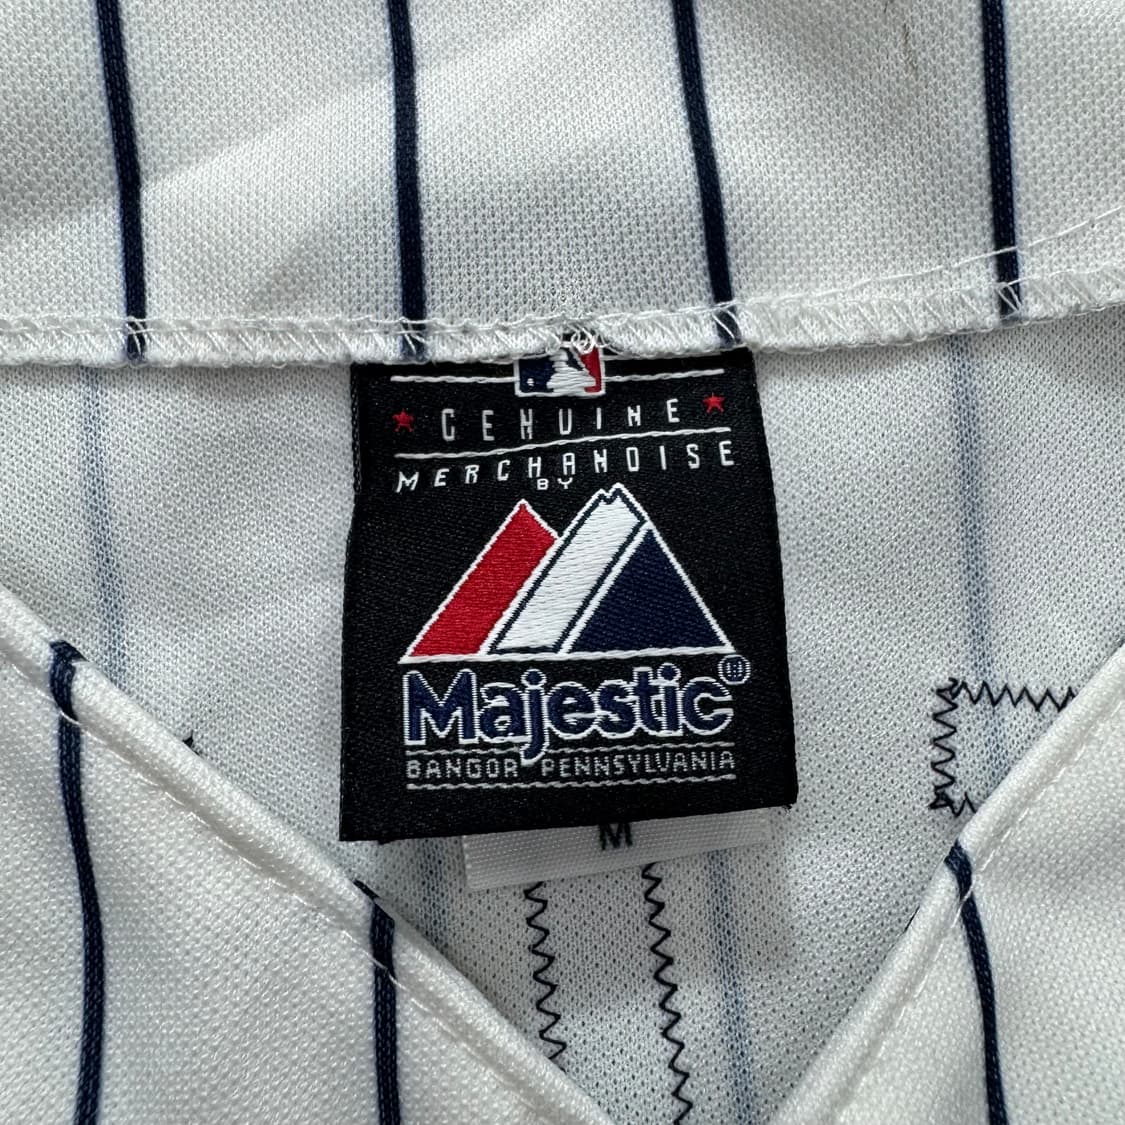 GENUINE
MERCHANDISE
BY
Majestic®
BANGOR PENNSYLVANIA
M